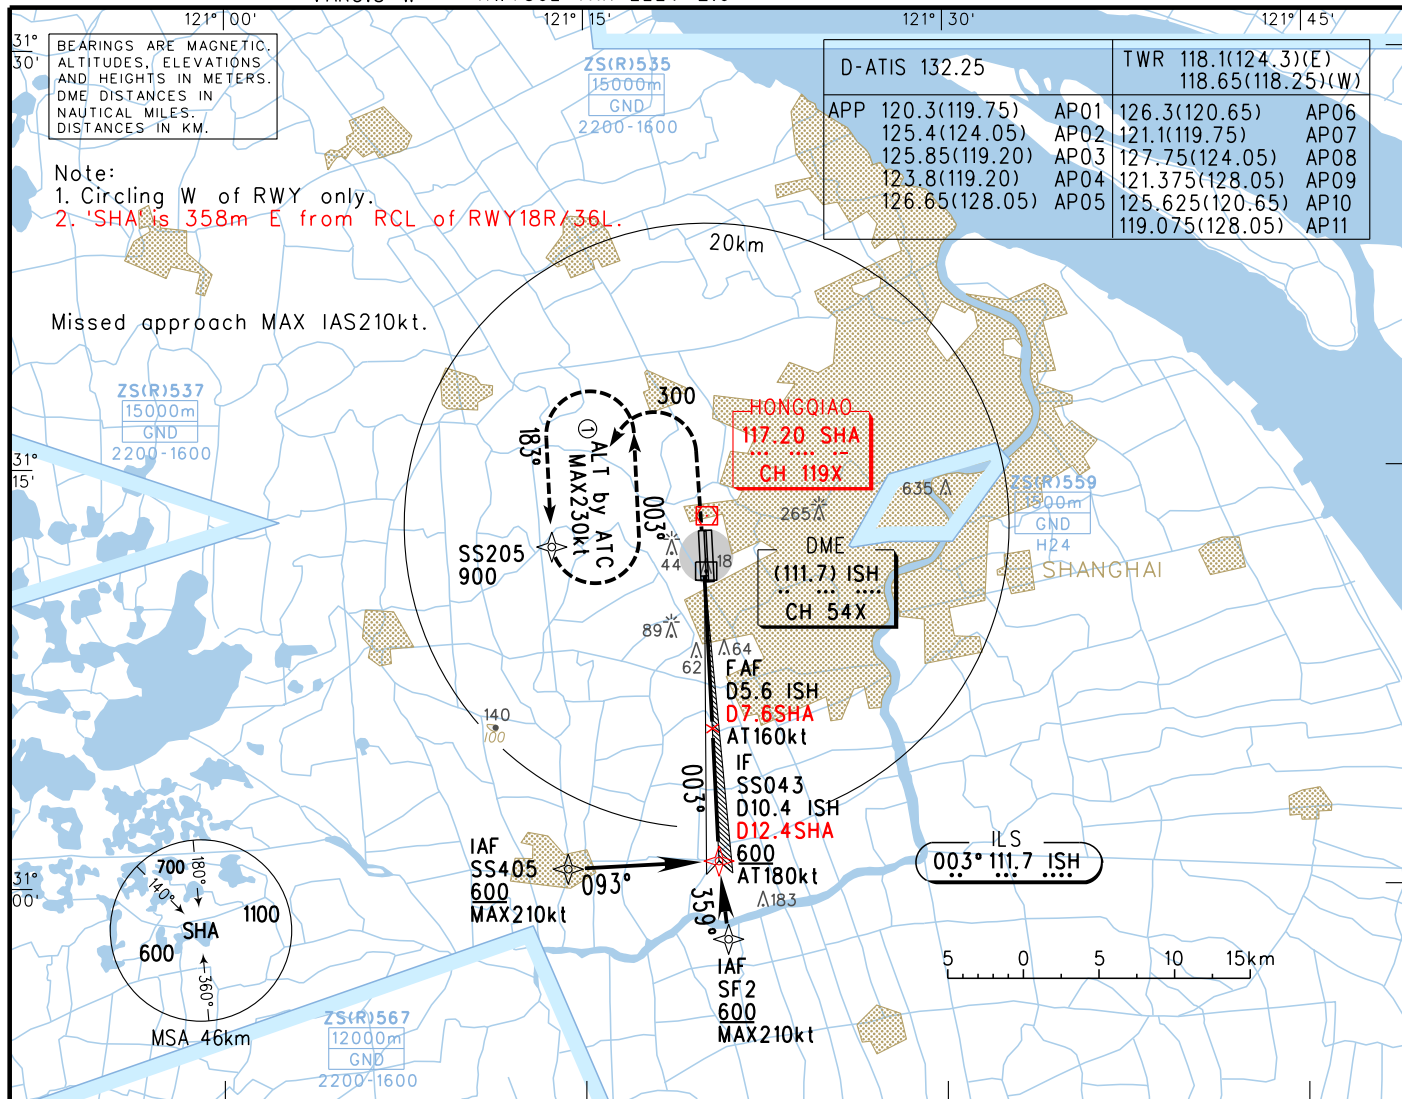 121° 00'
121° 15'
121° 30'
121° 45'
31°
30'
BEARINGS ARE MAGNETIC.
ALTITUDES, ELEVATIONS
AND HEIGHTS IN METERS.
DME DISTANCES IN
NAUTICAL MILES.
DISTANCES IN KM.
ZS(R)535
15000m
GND
2200-1600
D-ATIS 132.25
TWR 118.1(124.3)(E)
118.65(118.25)(W)
APP 120.3(119.75) AP01
125.4(124.05) AP02
125.85(119.20) AP03
123.8(119.20) AP04
126.65(128.05) AP05
126.3(120.65) AP06
121.1(119.75) AP07
127.75(124.05) AP08
121.375(128.05) AP09
125.625(120.65) AP10
119.075(128.05) AP11
Note:
1. Circling W of RWY only.
2. 'SHA' is 358m E from RCL of RWY18R/36L.
20km
Missed approach MAX IAS210kt.
ZS(R)537
15000m
GND
2200-1600
300
183°
① ALT by ATC
MAX230kt
003°
HONGQIAO
117.20 SHA
CH 119X
31°
15'
635
265
ZS(R)559
1500m
GND
H24
SS205
900
44
18
DME
(111.7) ISH
CH 54X
SHANGHAI
89
62
64
FAF
D5.6 ISH
D7.6SHA
AT160kt
140
100
003°
IF
SS043
D10.4 ISH
D12.4SHA
600
AT180kt
IAF
SS405
600
MAX210kt
093°
ILS
003° 111.7 ISH
31°
00'
359°
183
700
180°
140°
1100
SHA
600
360°
MSA 46km
IAF
SF2
600
MAX210kt
5 0 5 10 15km
ZS(R)567
12000m
GND
2200-1600